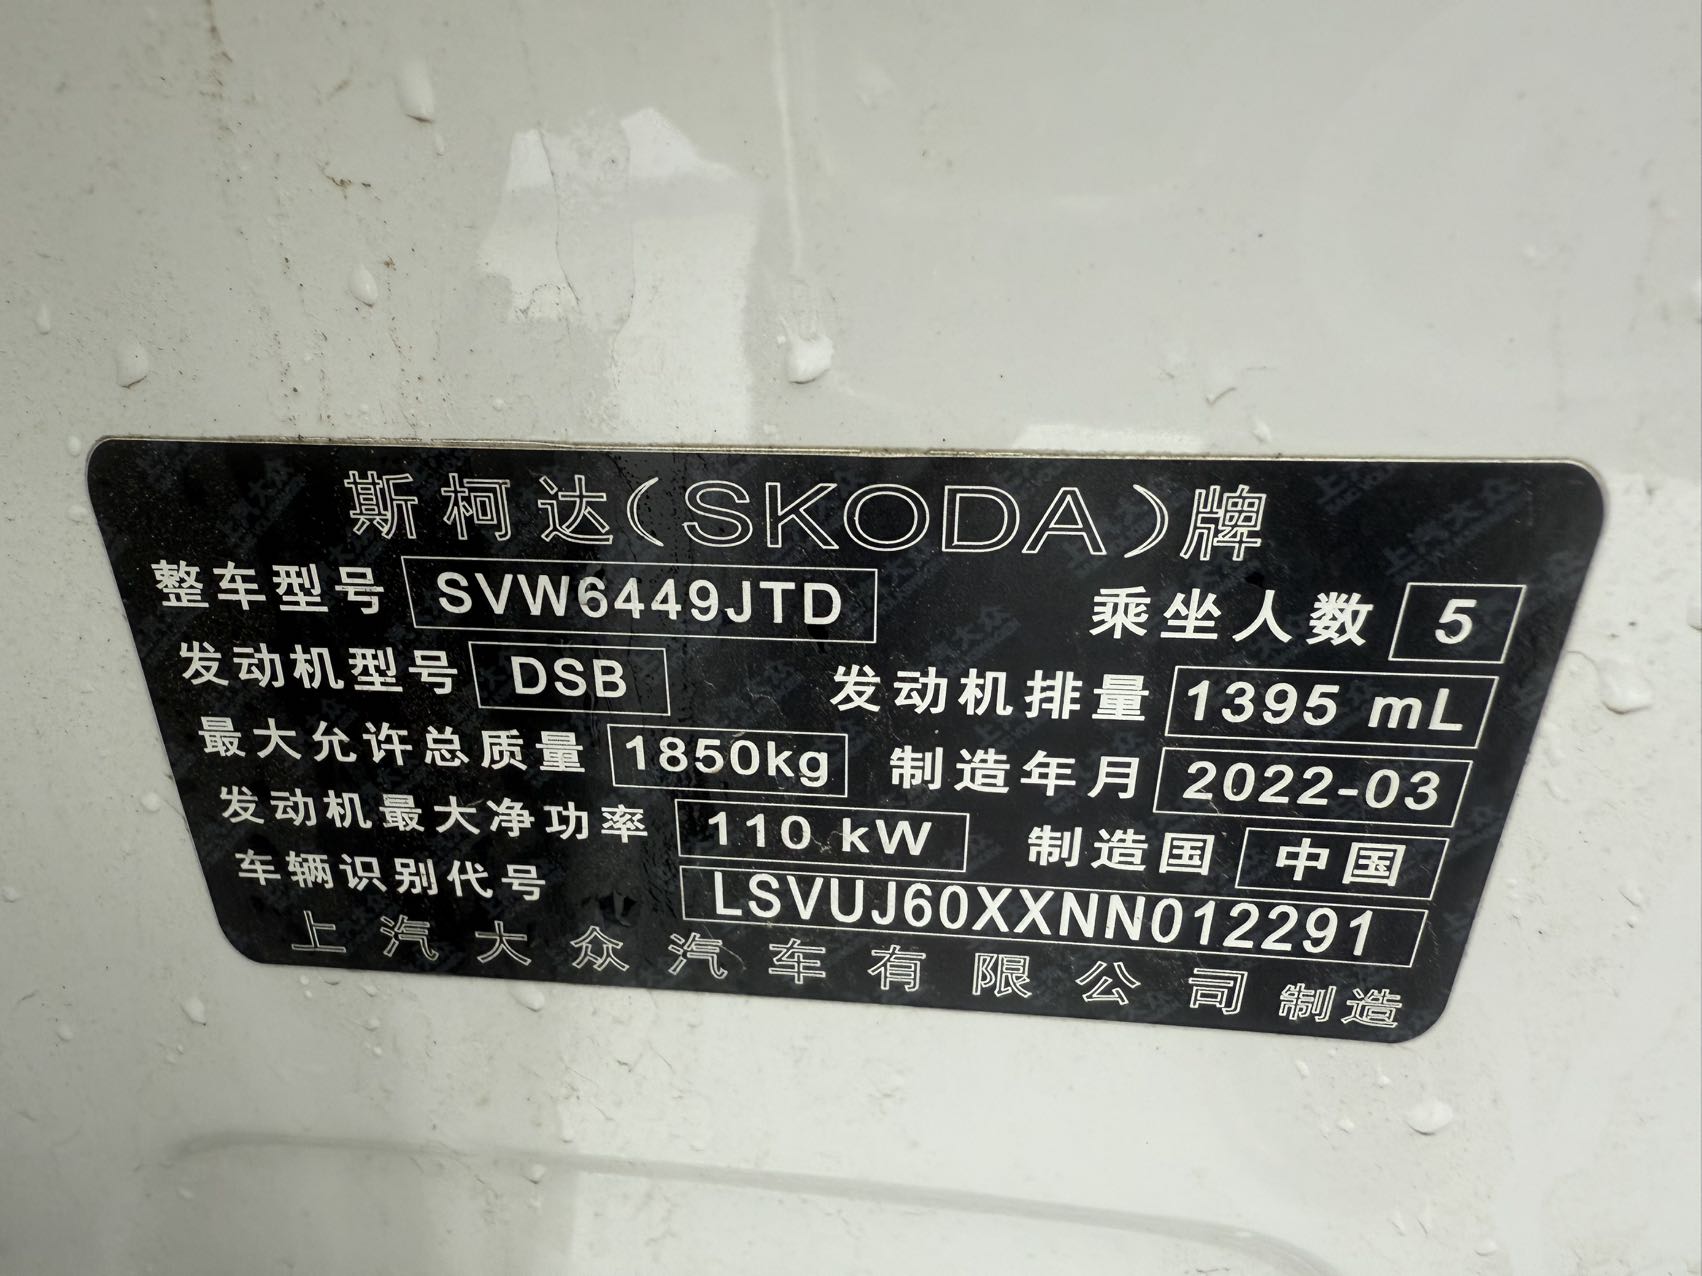 斯柯达(SKODA)牌
整车型号 SVW6449JTD 乘坐人数 5
发动机型号 DSB 发动机排量 1395 mL
最大允许总质量 1850kg 制造年月 2022-03
发动机最大净功率 110 kW 制造国 中国
车辆识别代号 LSVUJ60XXNN012291
上汽大众汽车有限公司 制造